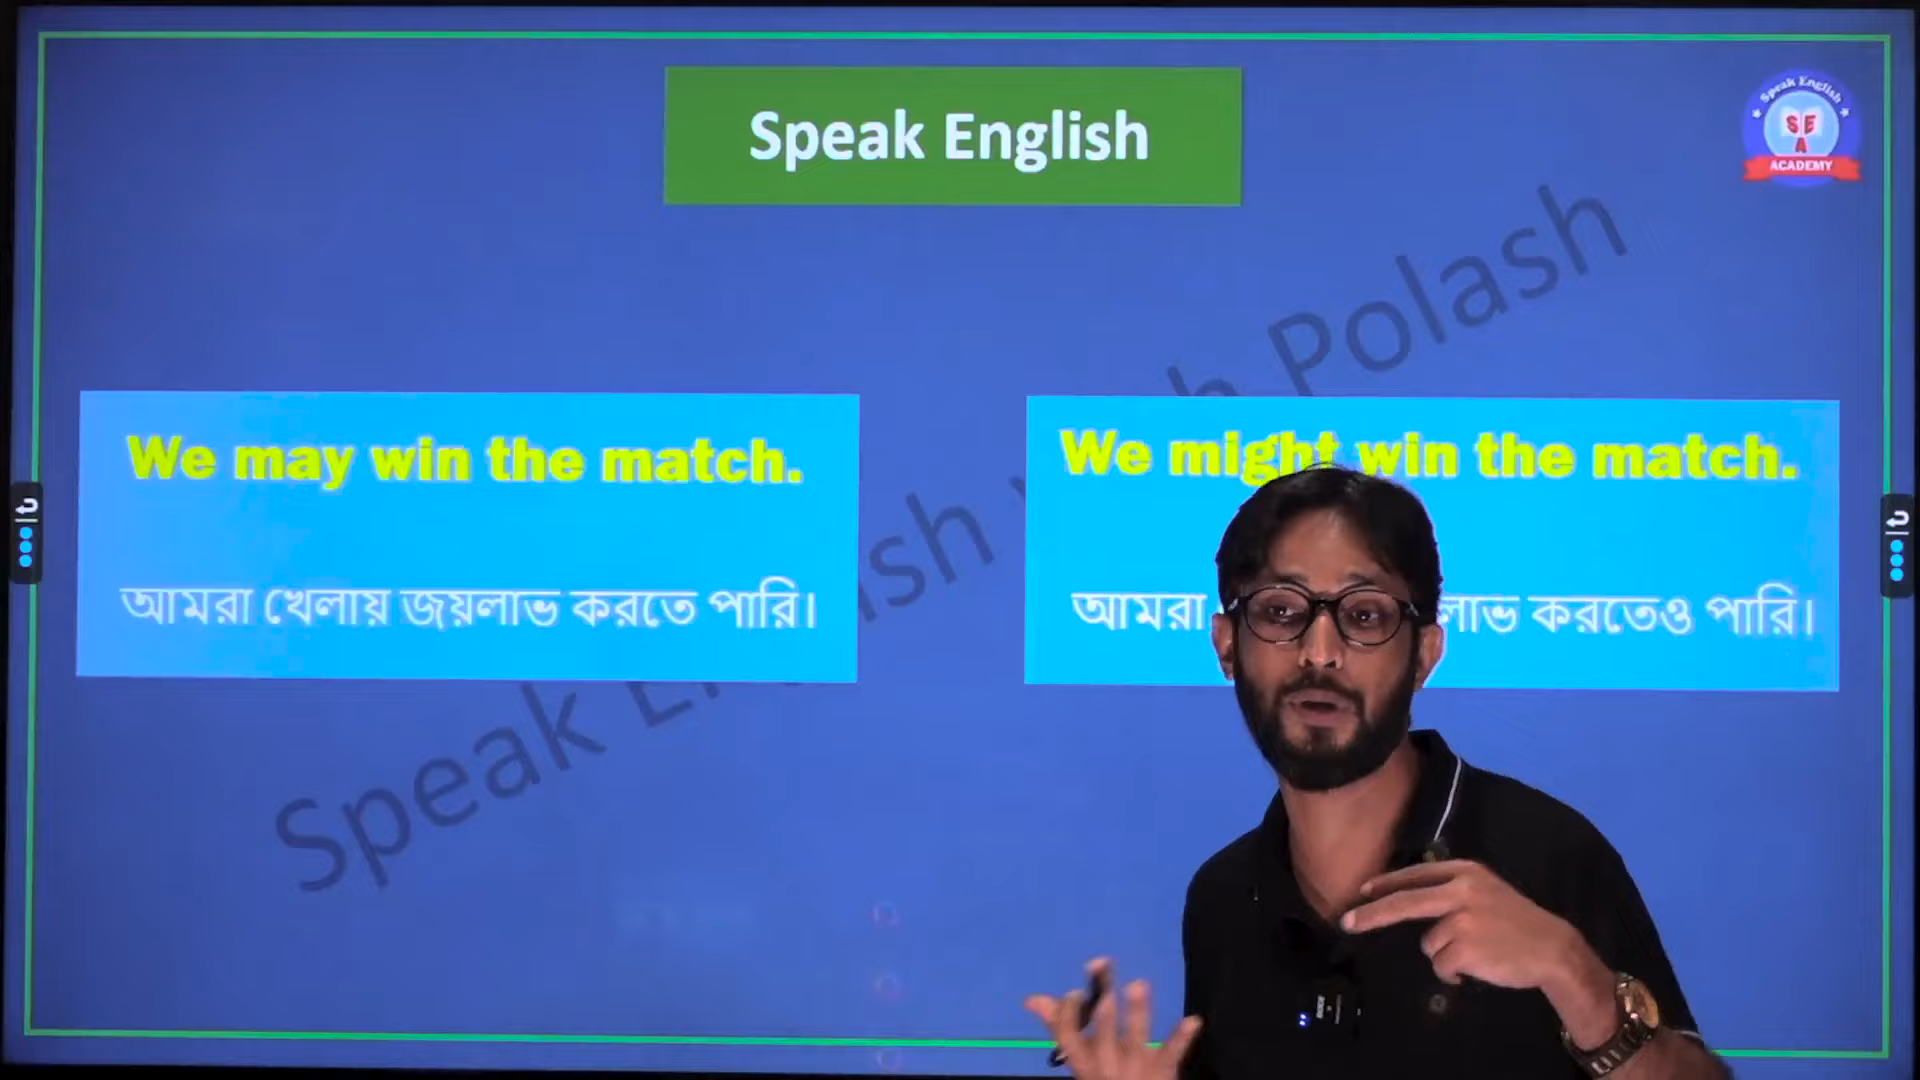 Speak English
Speak English
SEA
ACADEMY
We may win the match.
আমরা খেলায় জয়লাভ করতে পারি।
We might win the match.
আমরা লাভ করতেও পারি।
Speak English Polash